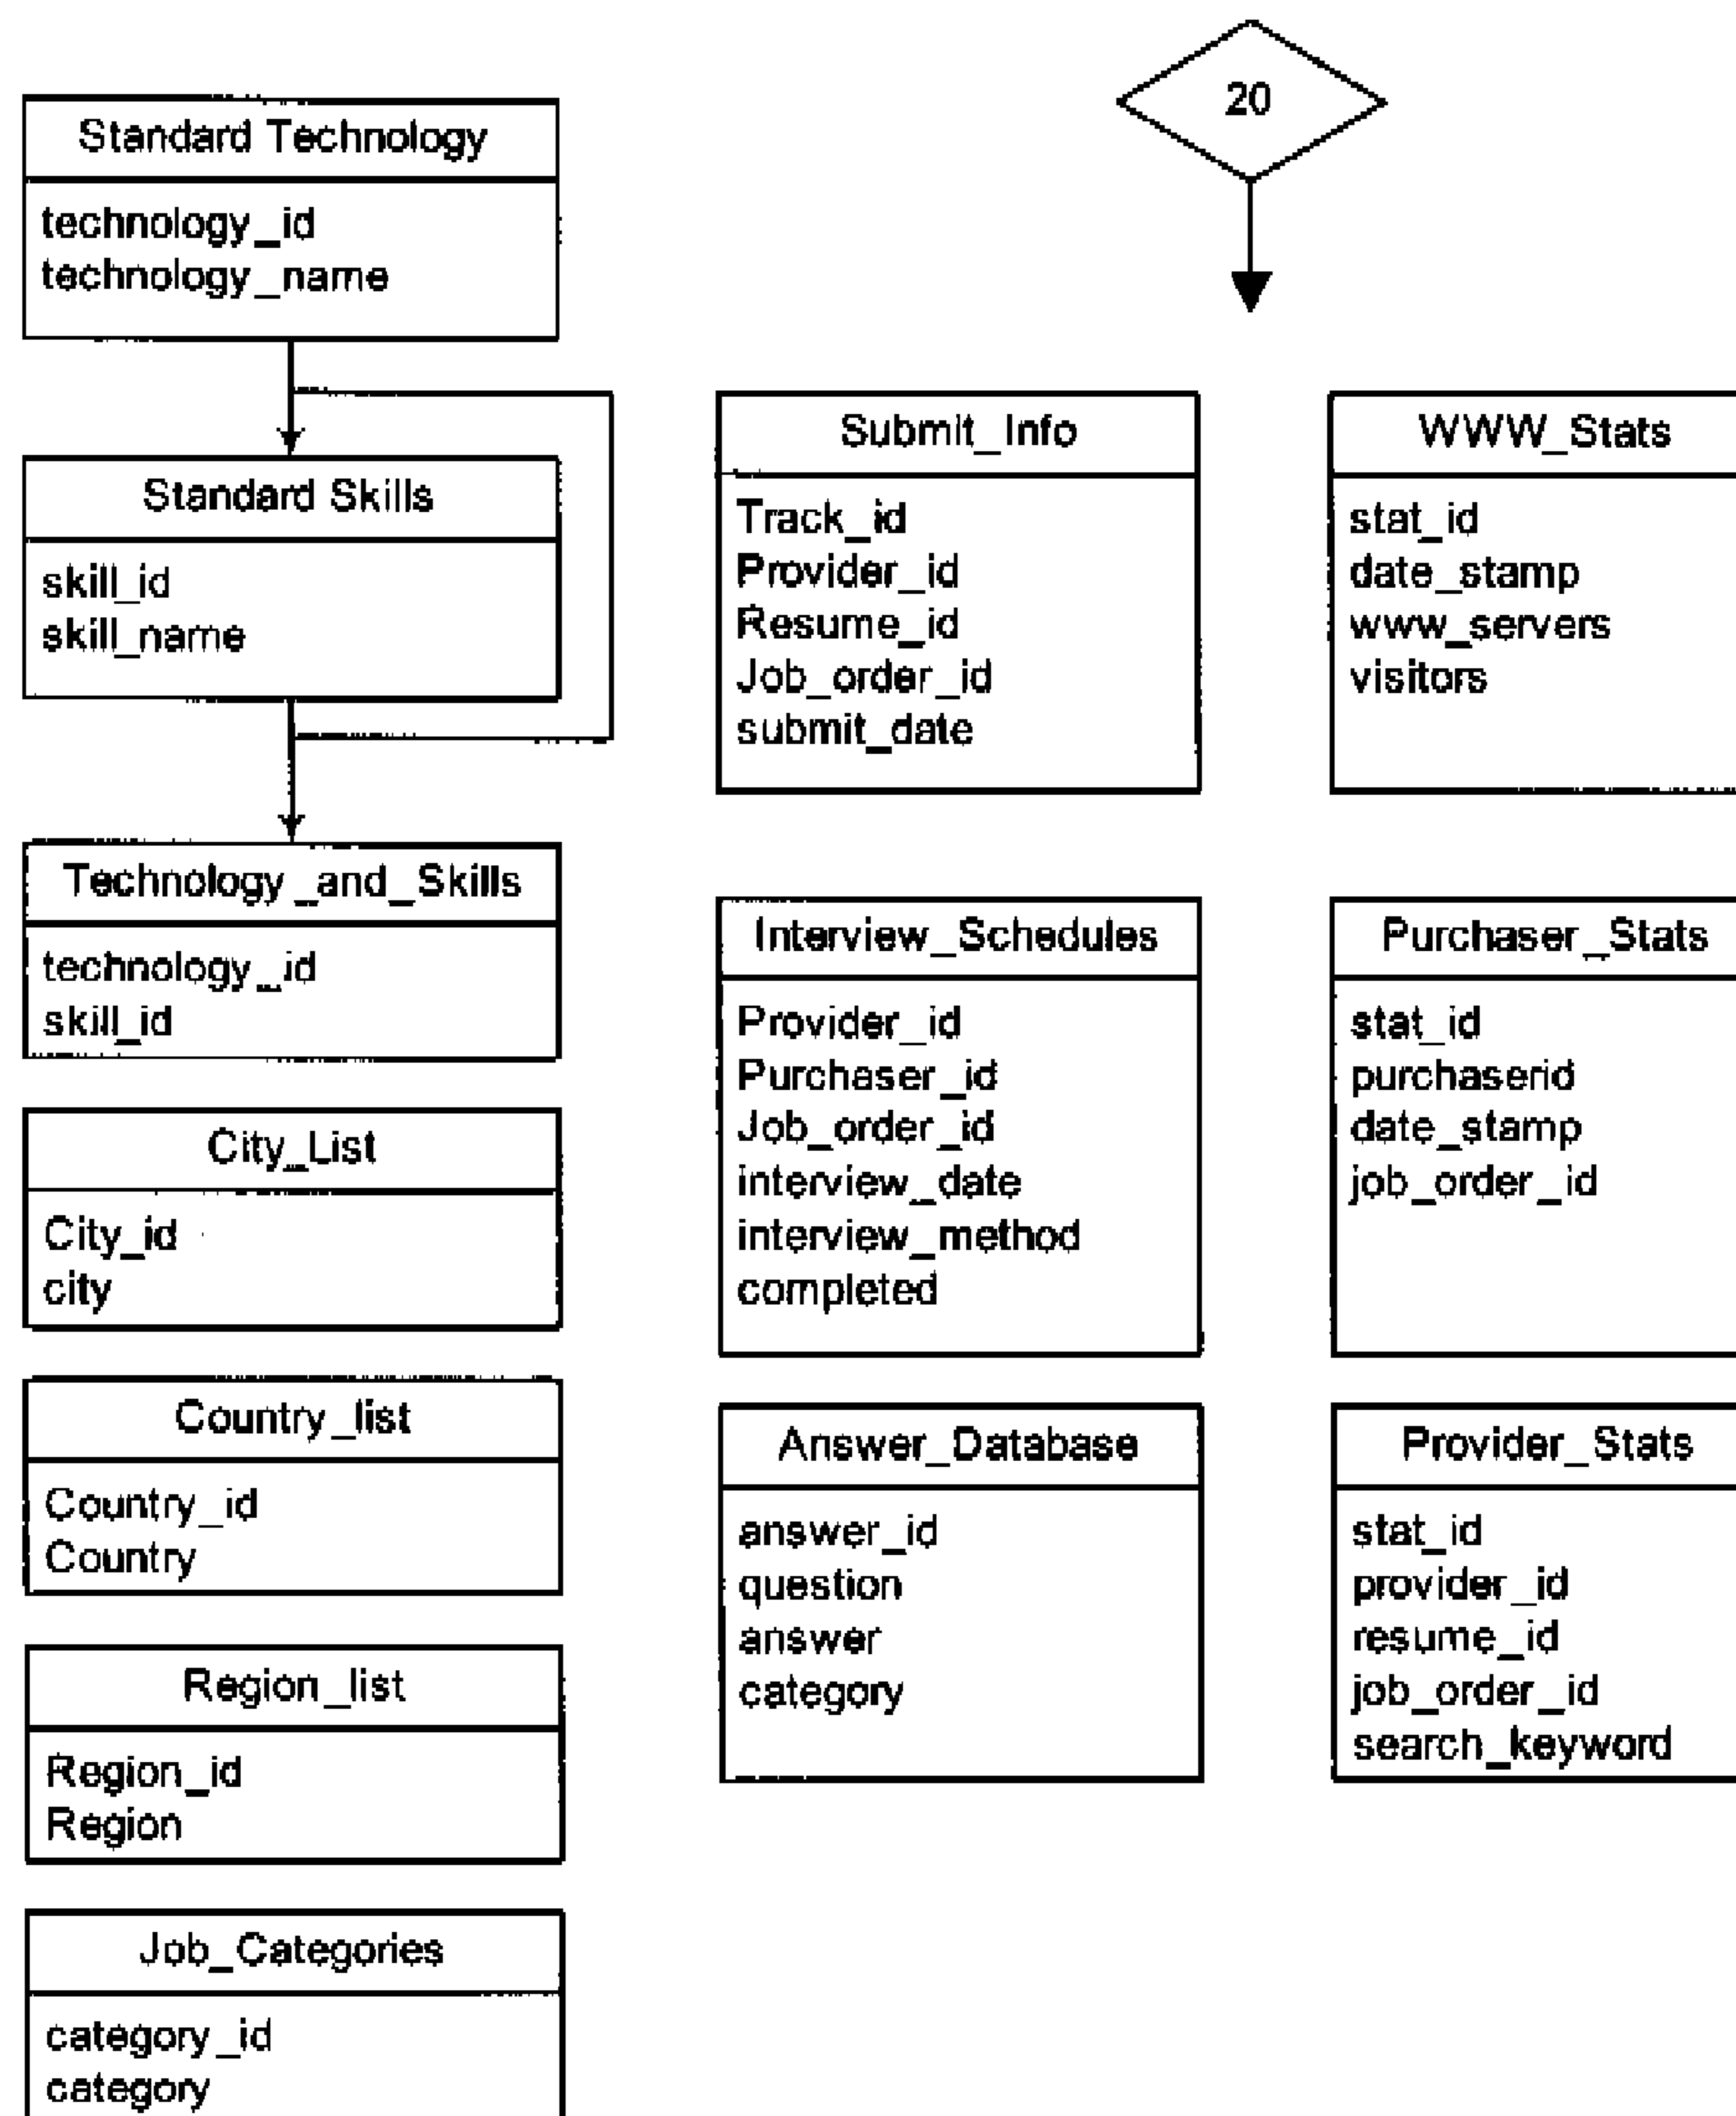 20
Standard Technology
technology_id
technology_name
Standard Skills
skill_id
skill_name
Technology_and_Skills
technology_id
skill_id
City_List
City_id
city
Country_list
Country_id
Country
Region_list
Region_id
Region
Job_Categories
category_id
category
Submit_Info
Track_id
Provider_id
Resume_id
Job_order_id
submit_date
Interview_Schedules
Provider_id
Purchaser_id
Job_order_id
interview_date
interview_method
completed
Answer_Database
answer_id
question
answer
category
WWW_Stats
stat_id
date_stamp
www_servers
visitors
Purchaser_Stats
stat_id
purchaserid
date_stamp
job_order_id
Provider_Stats
stat_id
provider_id
resume_id
job_order_id
search_keyword